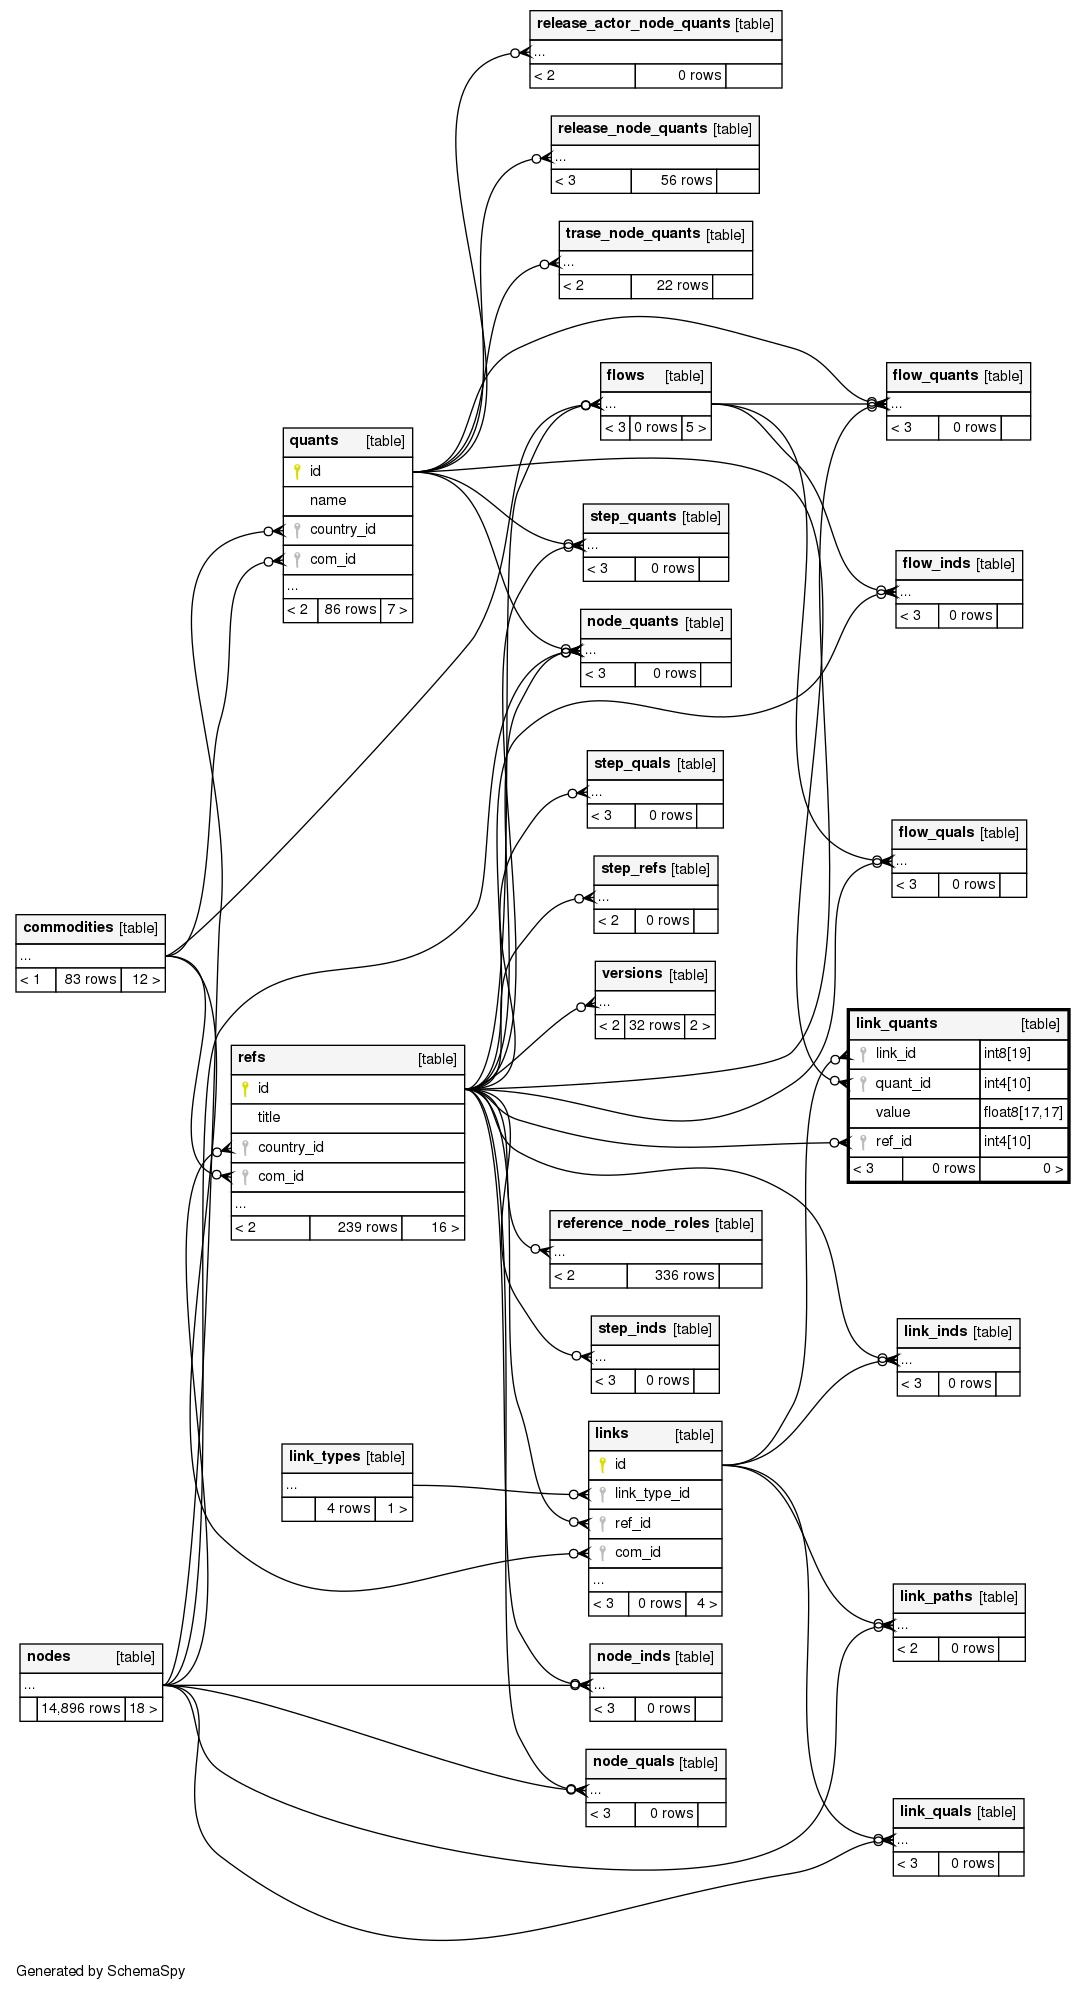 release_actor_node_quants [table]
...
< 2 0 rows
release_node_quants [table]
...
< 3 56 rows
trase_node_quants [table]
...
< 2 22 rows
flows [table]
...
< 3 0 rows 5 >
flow_quants [table]
...
< 3 0 rows
quants [table]
id
name
country_id
com_id
...
< 2 86 rows 7 >
step_quants [table]
...
< 3 0 rows
flow_inds [table]
...
< 3 0 rows
node_quants [table]
...
< 3 0 rows
step_quals [table]
...
< 3 0 rows
flow_quals [table]
...
< 3 0 rows
step_refs [table]
...
< 2 0 rows
commodities [table]
...
< 1 83 rows 12 >
versions [table]
...
< 2 32 rows 2 >
link_quants [table]
link_id int8[19]
quant_id int4[10]
value float8[17,17]
ref_id int4[10]
< 3 0 rows 0 >
refs [table]
id
title
country_id
com_id
...
< 2 239 rows 16 >
reference_node_roles [table]
...
< 2 336 rows
step_inds [table]
...
< 3 0 rows
link_inds [table]
...
< 3 0 rows
links [table]
id
link_type_id
ref_id
com_id
...
< 3 0 rows 4 >
link_types [table]
...
4 rows 1 >
link_paths [table]
...
< 2 0 rows
nodes [table]
...
14,896 rows 18 >
node_inds [table]
...
< 3 0 rows
node_quals [table]
...
< 3 0 rows
link_quals [table]
...
< 3 0 rows
Generated by SchemaSpy